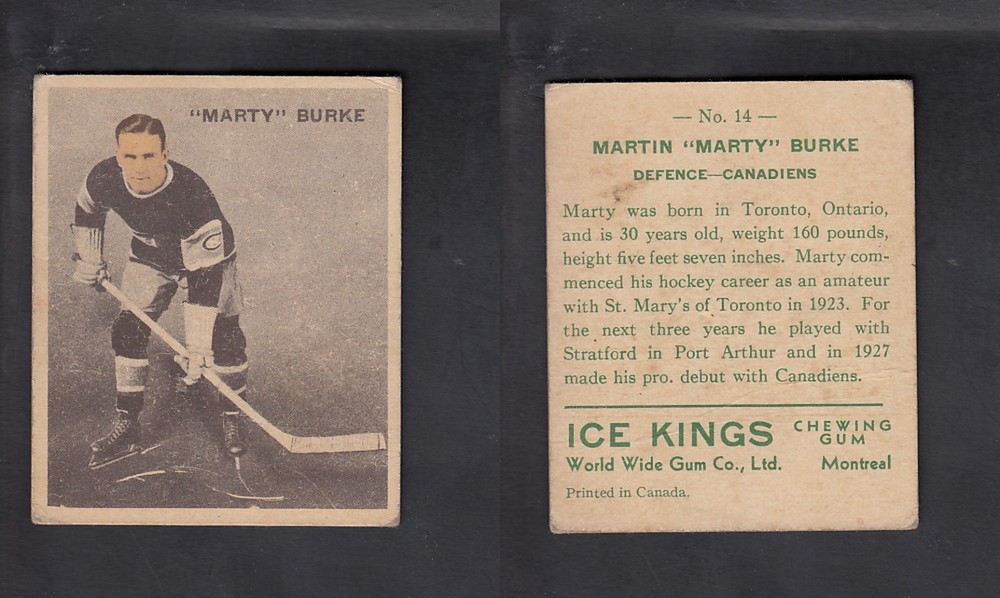 "MARTY" BURKE
C
— No. 14 —
MARTIN "MARTY" BURKE
DEFENCE—CANADIENS
Marty was born in Toronto, Ontario,
and is 30 years old, weight 160 pounds,
height five feet seven inches. Marty com-
menced his hockey career as an amateur
with St. Mary's of Toronto in 1923. For
the next three years he played with
Stratford in Port Arthur and in 1927
made his pro. debut with Canadiens.
ICE KINGS CHEWING GUM
World Wide Gum Co., Ltd. Montreal
Printed in Canada.